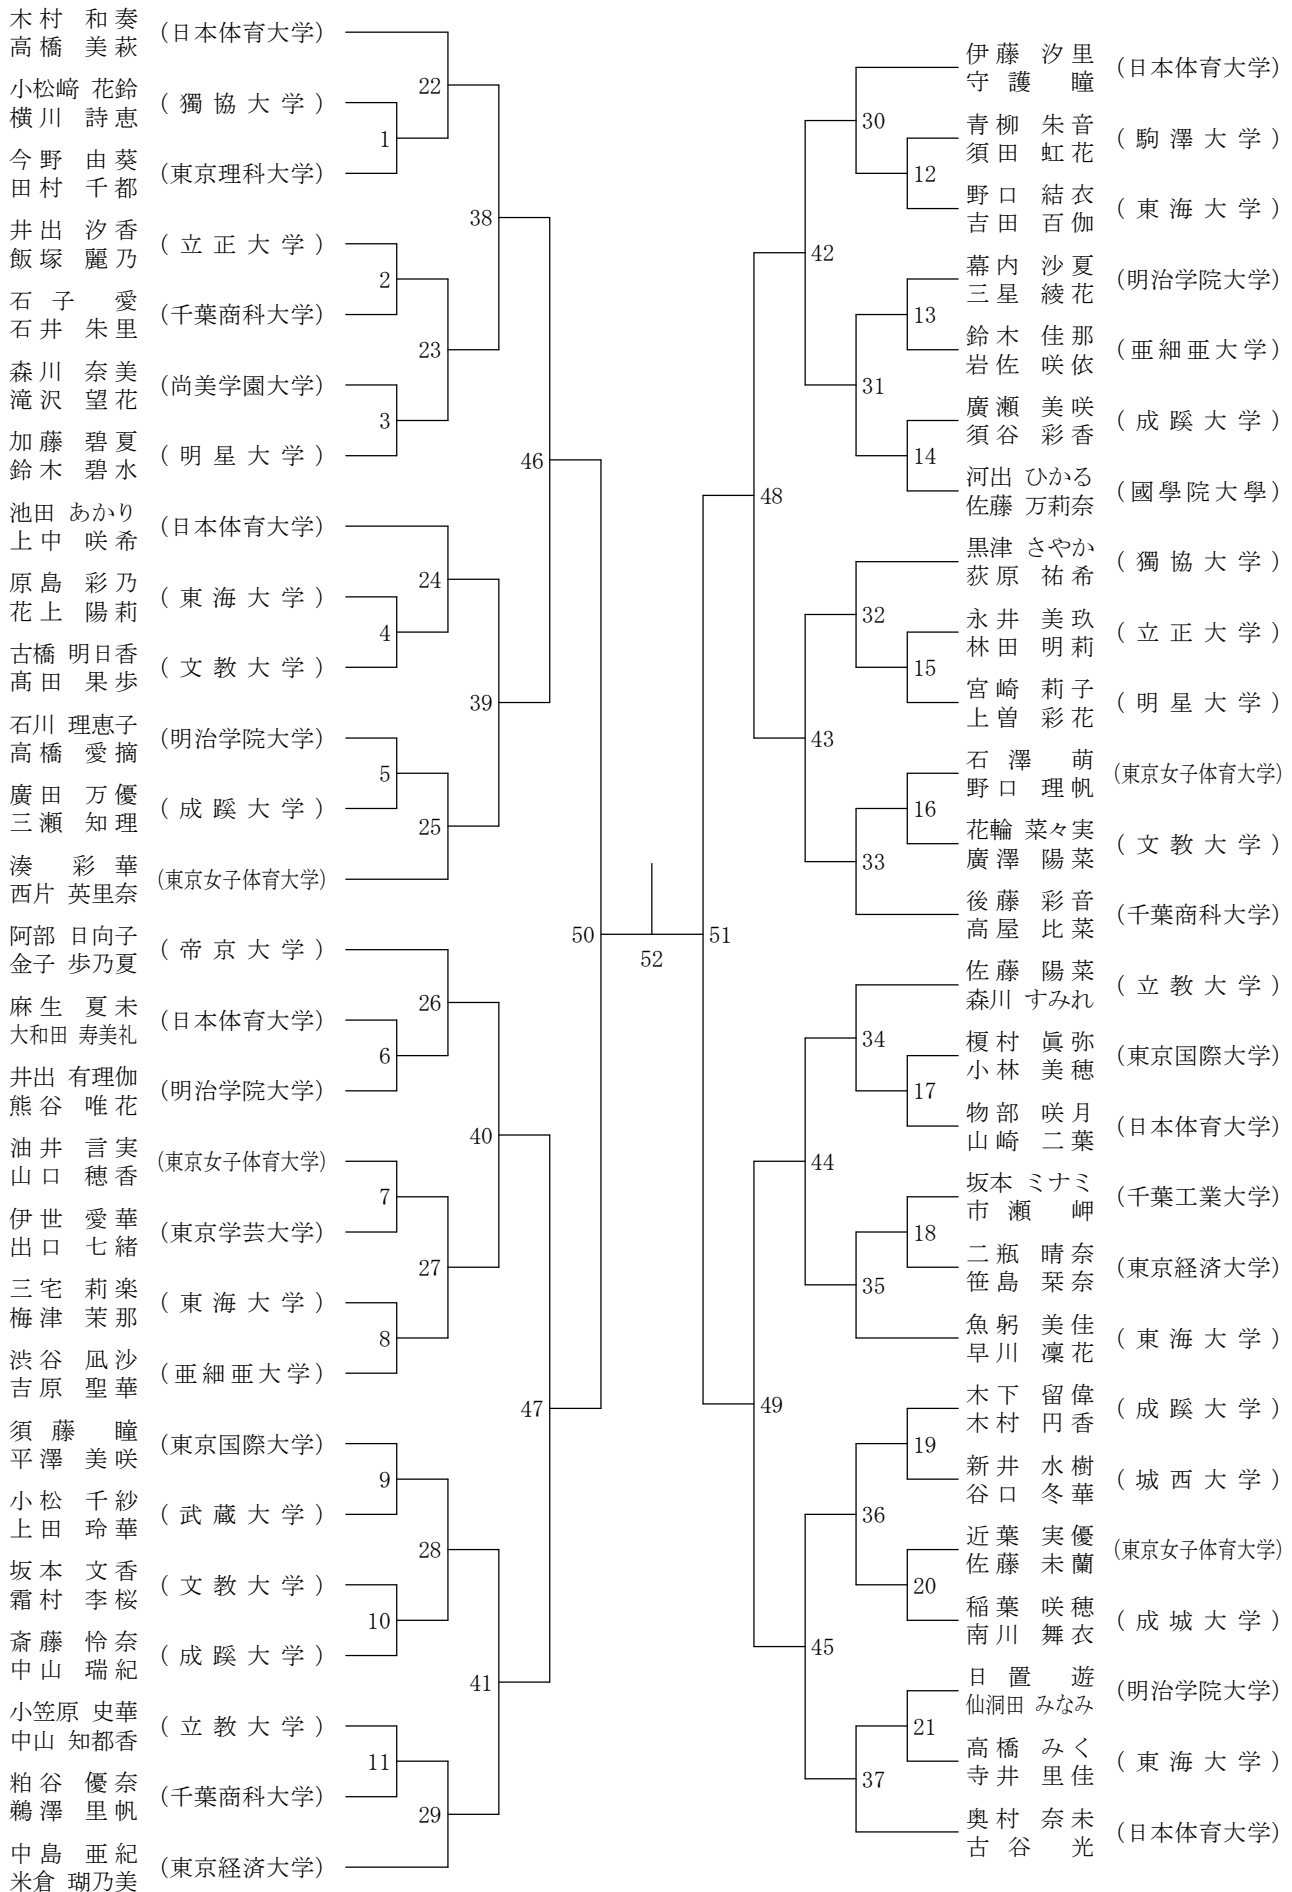 木村 和奏
高橋 美萩
(日本体育大学)
小松﨑 花鈴
横川 詩恵
(獨協大学)
今野 由葵
田村 千都
(東京理科大学)
井出 汐香
飯塚 麗乃
(立正大学)
石子 愛
石井 朱里
(千葉商科大学)
森川 奈美
滝沢 望花
(尚美学園大学)
加藤 碧夏
鈴木 碧水
(明星大学)
池田 あかり
上中 咲希
(日本体育大学)
原島 彩乃
花上 陽莉
(東海大学)
古橋 明日香
髙田 果歩
(文教大学)
石川 理恵子
高橋 愛摘
(明治学院大学)
廣田 万優
三瀬 知理
(成蹊大学)
湊 彩華
西片 英里奈
(東京女子体育大学)
阿部 日向子
金子 歩乃夏
(帝京大学)
麻生 夏未
大和田 寿美礼
(日本体育大学)
井出 有理伽
熊谷 唯花
(明治学院大学)
油井 言実
山口 穂香
(東京女子体育大学)
伊世 愛華
出口 七緒
(東京学芸大学)
三宅 莉楽
梅津 茉那
(東海大学)
渋谷 凪沙
吉原 聖華
(亜細亜大学)
須藤 瞳
平澤 美咲
(東京国際大学)
小松 千紗
上田 玲華
(武蔵大学)
坂本 文香
霜村 李桜
(文教大学)
斎藤 怜奈
中山 瑞紀
(成蹊大学)
小笠原 史華
中山 知都香
(立教大学)
粕谷 優奈
鵜澤 里帆
(千葉商科大学)
中島 亜紀
米倉 瑚乃美
(東京経済大学)
1
2
3
4
5
6
7
8
9
10
11
22
23
24
25
26
27
28
29
38
39
40
41
46
47
50
52
51
48
49
42
43
44
45
30
31
32
33
34
35
36
37
12
13
14
15
16
17
18
19
20
21
伊藤 汐里
守護 瞳
(日本体育大学)
青柳 朱音
須田 虹花
(駒澤大学)
野口 結衣
吉田 百伽
(東海大学)
幕内 沙夏
三星 綾花
(明治学院大学)
鈴木 佳那
岩佐 咲依
(亜細亜大学)
廣瀬 美咲
須谷 彩香
(成蹊大学)
河出 ひかる
佐藤 万莉奈
(國學院大學)
黒津 さやか
荻原 祐希
(獨協大学)
永井 美玖
林田 明莉
(立正大学)
宮崎 莉子
上曽 彩花
(明星大学)
石澤 萌
野口 理帆
(東京女子体育大学)
花輪 菜々実
廣澤 陽菜
(文教大学)
後藤 彩音
高屋 比菜
(千葉商科大学)
佐藤 陽菜
森川 すみれ
(立教大学)
榎村 眞弥
小林 美穂
(東京国際大学)
物部 咲月
山崎 二葉
(日本体育大学)
坂本 ミナミ
市瀬 岬
(千葉工業大学)
二瓶 晴奈
笹島 栞奈
(東京経済大学)
魚躬 美佳
早川 凜花
(東海大学)
木下 留偉
木村 円香
(成蹊大学)
新井 水樹
谷口 冬華
(城西大学)
近葉 実優
佐藤 未蘭
(東京女子体育大学)
稲葉 咲穂
南川 舞衣
(成城大学)
日置 遊
仙洞田 みなみ
(明治学院大学)
高橋 みく
寺井 里佳
(東海大学)
奥村 奈未
古谷 光
(日本体育大学)